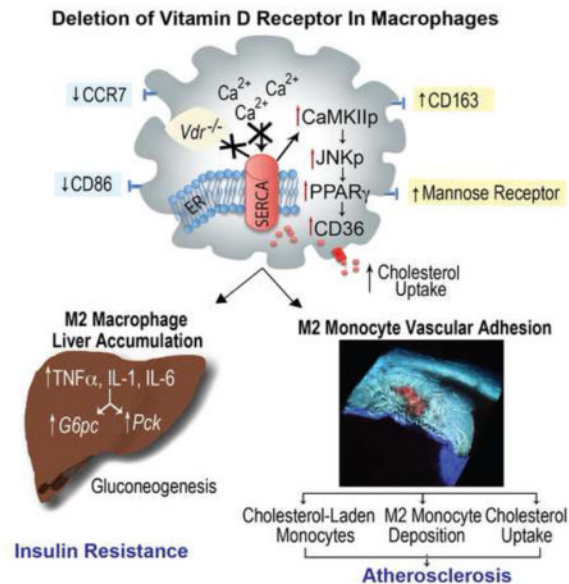 Deletion of Vitamin D Receptor In Macrophages
↓CCR7
Ca²⁺ Ca²⁺
Ca²⁺
Ca²⁺
Vdr-/-
↑CaMKIIp
↑CD163
↓CD86
↑JNKp
ER
SERCA
↑PPARγ
↑Mannose Receptor
↑CD36
↑Cholesterol
Uptake
M2 Macrophage
Liver Accumulation
↑TNFα, IL-1, IL-6
↑G6pc ↑Pck
Gluconeogenesis
Insulin Resistance
M2 Monocyte Vascular Adhesion
Cholesterol-Laden
Monocytes
M2 Monocyte
Deposition
Cholesterol
Uptake
Atherosclerosis